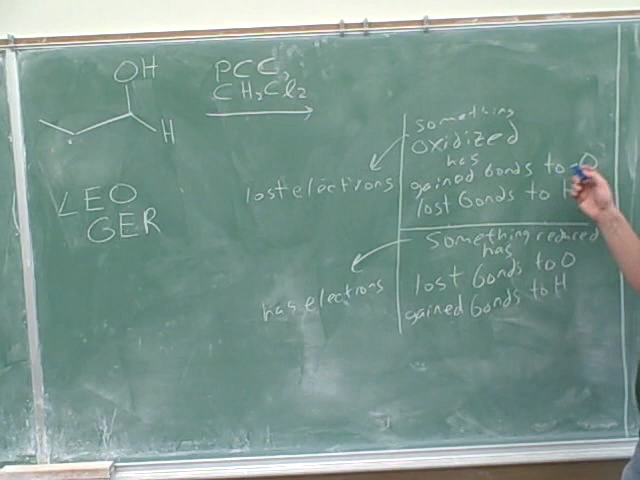 OH
H
PCC,
CH₂Cl₂
LEO
GER
something
oxidized
has
gained bonds to O
lost bonds to H
lost electrons
Something reduced
has
lost bonds to O
gained bonds to H
has electrons